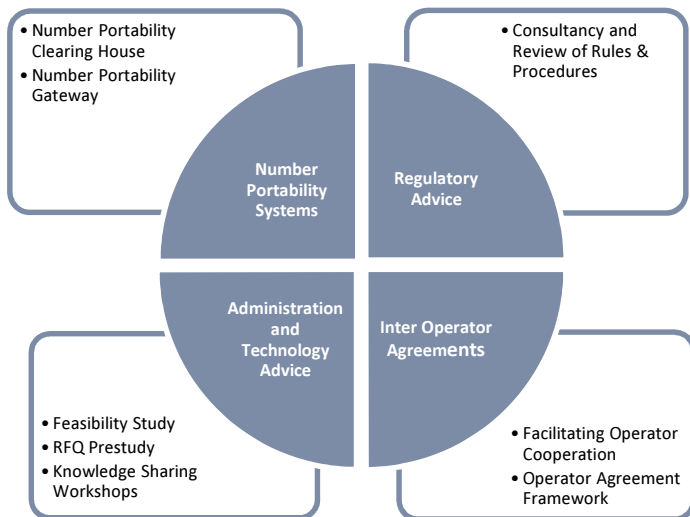 • Number Portability
Clearing House
• Number Portability
Gateway
• Consultancy and
Review of Rules &
Procedures
Number
Portability
Systems
Regulatory
Advice
Administration
and
Technology
Advice
Inter Operator
Agreements
• Feasibility Study
• RFQ Prestudy
• Knowledge Sharing
Workshops
• Facilitating Operator
Cooperation
• Operator Agreement
Framework